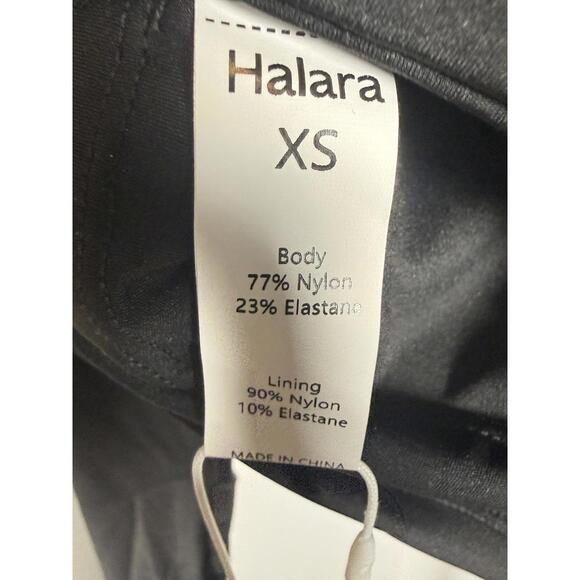 Halara
XS
Body
77% Nylon
23% Elastane
Lining
90% Nylon
10% Elastane
MADE IN CHINA